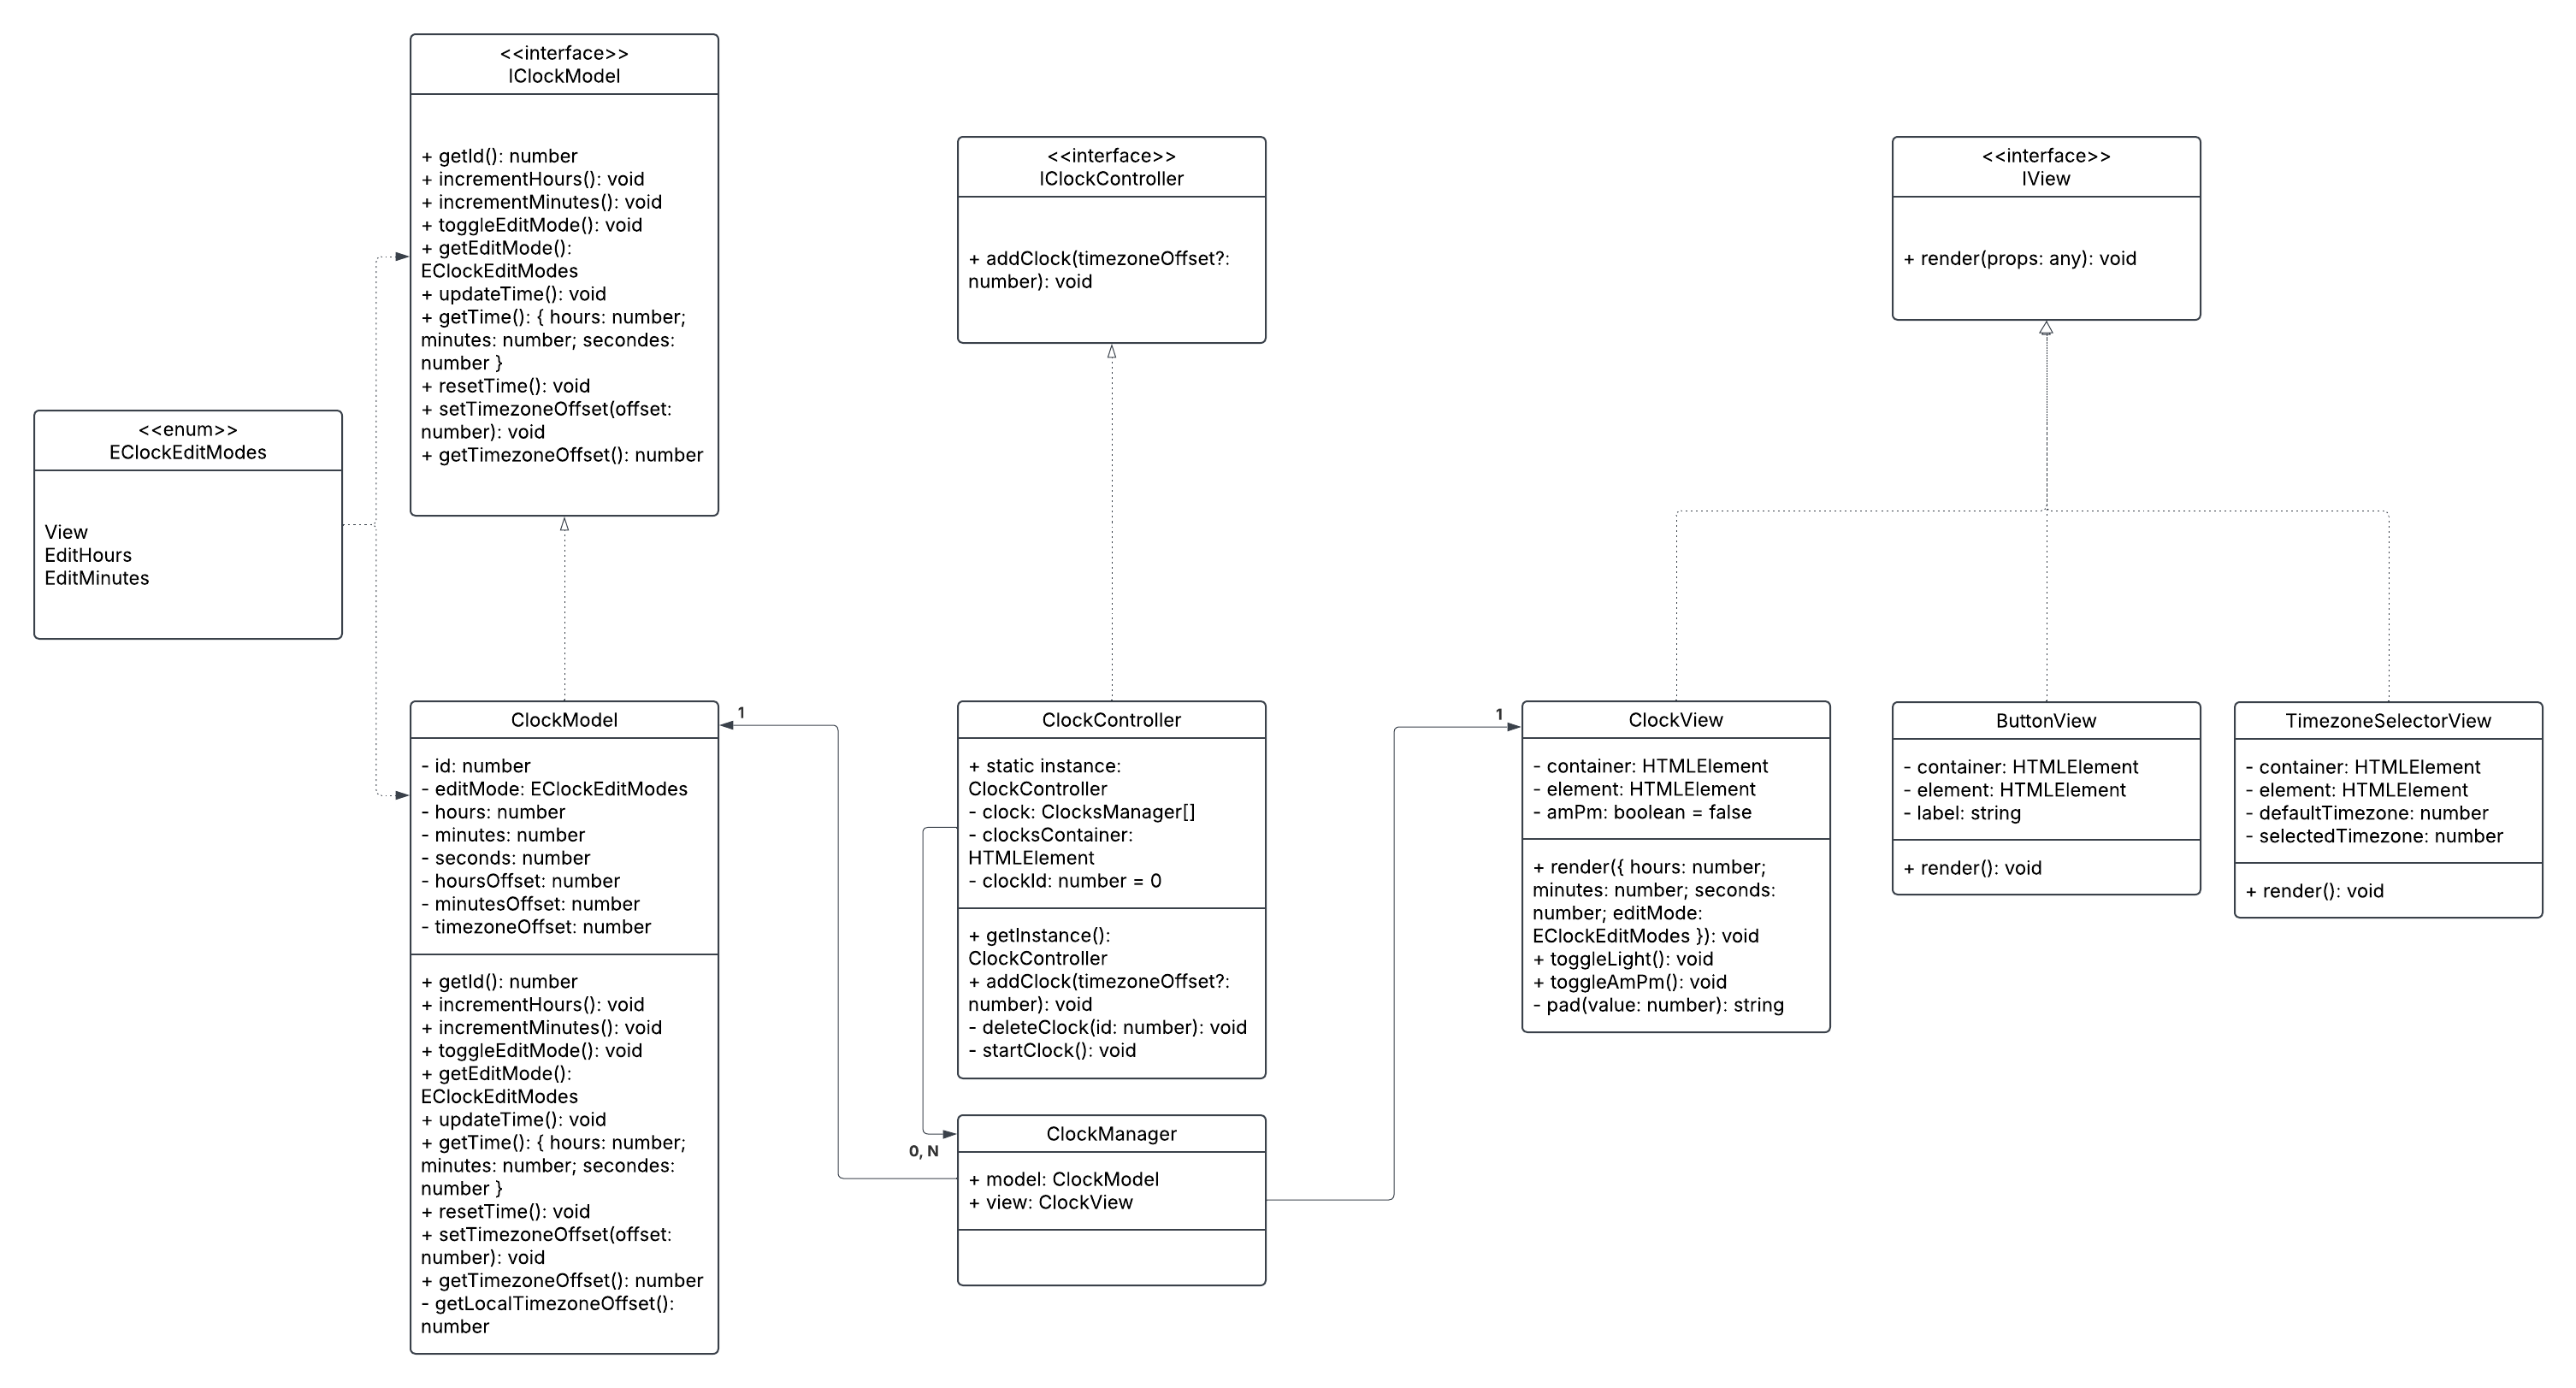 <<interface>>
IClockModel
+ getId(): number
+ incrementHours(): void
+ incrementMinutes(): void
+ toggleEditMode(): void
+ getEditMode():
EClockEditModes
+ updateTime(): void
+ getTime(): { hours: number;
minutes: number; secondes:
number }
+ resetTime(): void
+ setTimezoneOffset(offset:
number): void
+ getTimezoneOffset(): number
<<interface>>
IClockController
+ addClock(timezoneOffset?:
number): void
<<interface>>
IView
+ render(props: any): void
<<enum>>
EClockEditModes
View
EditHours
EditMinutes
ClockModel
- id: number
- editMode: EClockEditModes
- hours: number
- minutes: number
- seconds: number
- hoursOffset: number
- minutesOffset: number
- timezoneOffset: number
+ getId(): number
+ incrementHours(): void
+ incrementMinutes(): void
+ toggleEditMode(): void
+ getEditMode():
EClockEditModes
+ updateTime(): void
+ getTime(): { hours: number;
minutes: number; secondes:
number }
+ resetTime(): void
+ setTimezoneOffset(offset:
number): void
+ getTimezoneOffset(): number
- getLocalTimezoneOffset():
number
1
ClockController
+ static instance:
ClockController
- clock: ClocksManager[]
- clocksContainer:
HTMLElement
- clockId: number = 0
+ getInstance():
ClockController
+ addClock(timezoneOffset?:
number): void
- deleteClock(id: number): void
- startClock(): void
0, N
ClockManager
+ model: ClockModel
+ view: ClockView
1
ClockView
- container: HTMLElement
- element: HTMLElement
- amPm: boolean = false
+ render({ hours: number;
minutes: number; seconds:
number; editMode:
EClockEditModes }): void
+ toggleLight(): void
+ toggleAmPm(): void
- pad(value: number): string
ButtonView
- container: HTMLElement
- element: HTMLElement
- label: string
+ render(): void
TimezoneSelectorView
- container: HTMLElement
- element: HTMLElement
- defaultTimezone: number
- selectedTimezone: number
+ render(): void